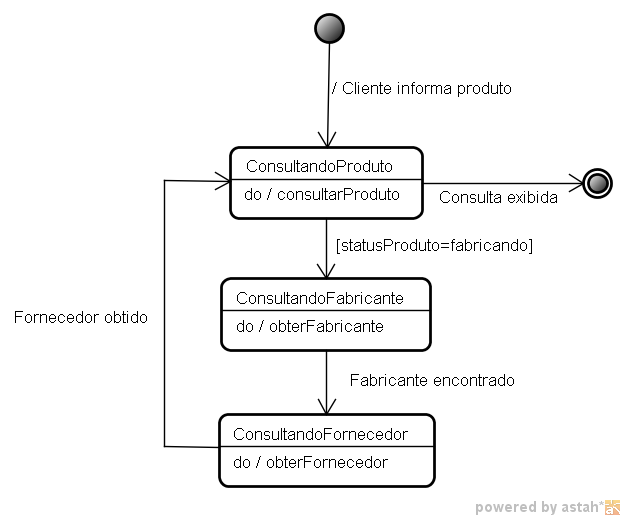 / Cliente informa produto
ConsultandoProduto
do / consultarProduto
Consulta exibida
[statusProduto=fabricando]
ConsultandoFabricante
do / obterFabricante
Fornecedor obtido
Fabricante encontrado
ConsultandoFornecedor
do / obterFornecedor
powered by astah*